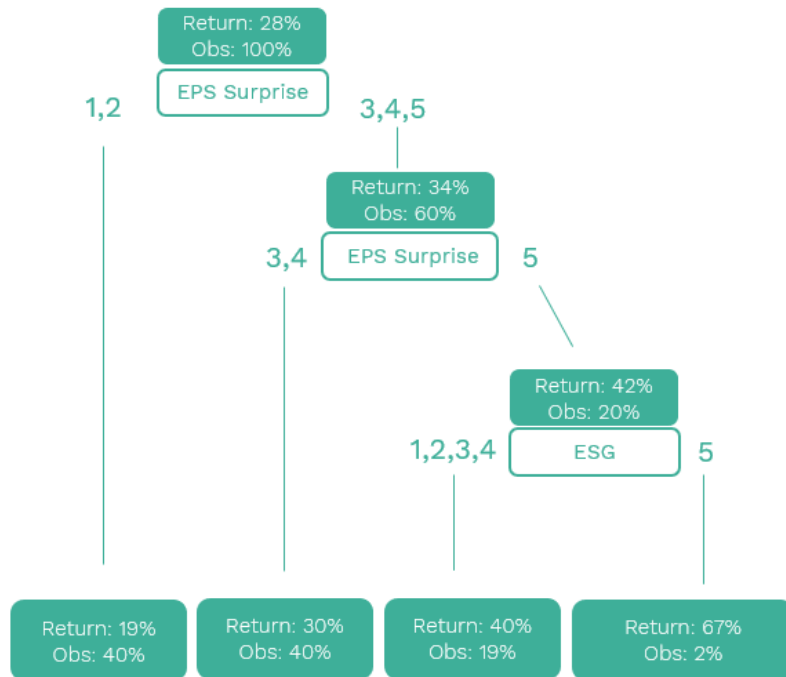 Return: 28%
Obs: 100%
EPS Surprise
1,2
3,4,5
Return: 34%
Obs: 60%
3,4
EPS Surprise
5
Return: 42%
Obs: 20%
1,2,3,4
ESG
5
Return: 19%
Obs: 40%
Return: 30%
Obs: 40%
Return: 40%
Obs: 19%
Return: 67%
Obs: 2%